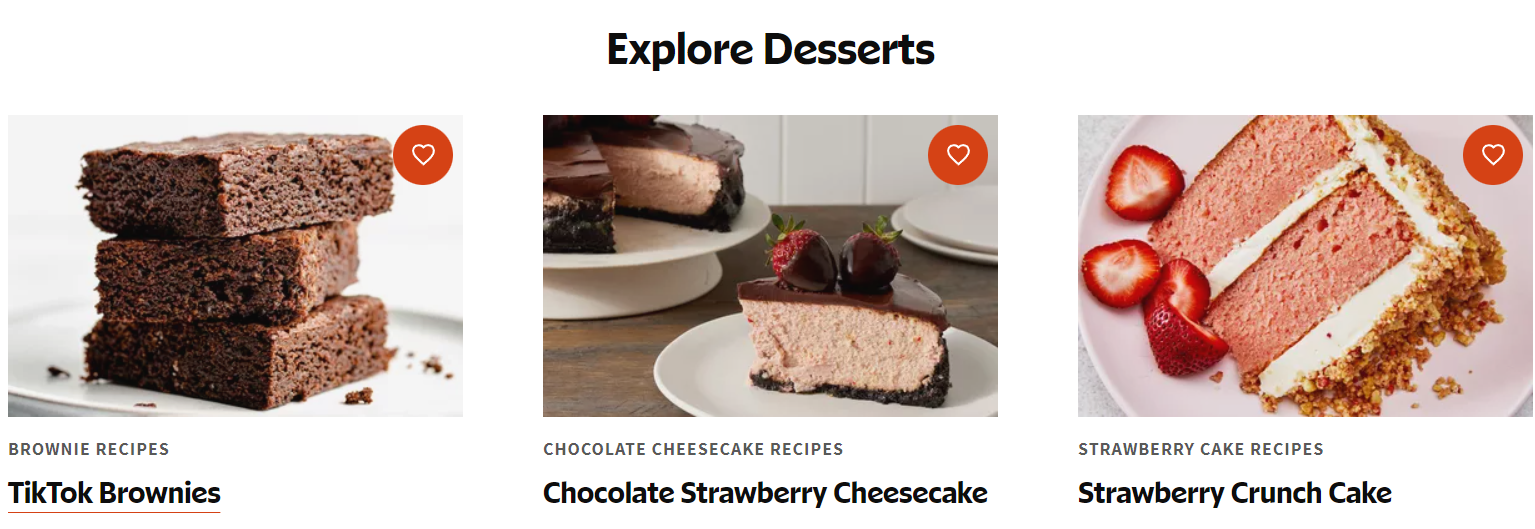 Explore Desserts
BROWNIE RECIPES
TikTok Brownies
CHOCOLATE CHEESECAKE RECIPES
Chocolate Strawberry Cheesecake
STRAWBERRY CAKE RECIPES
Strawberry Crunch Cake